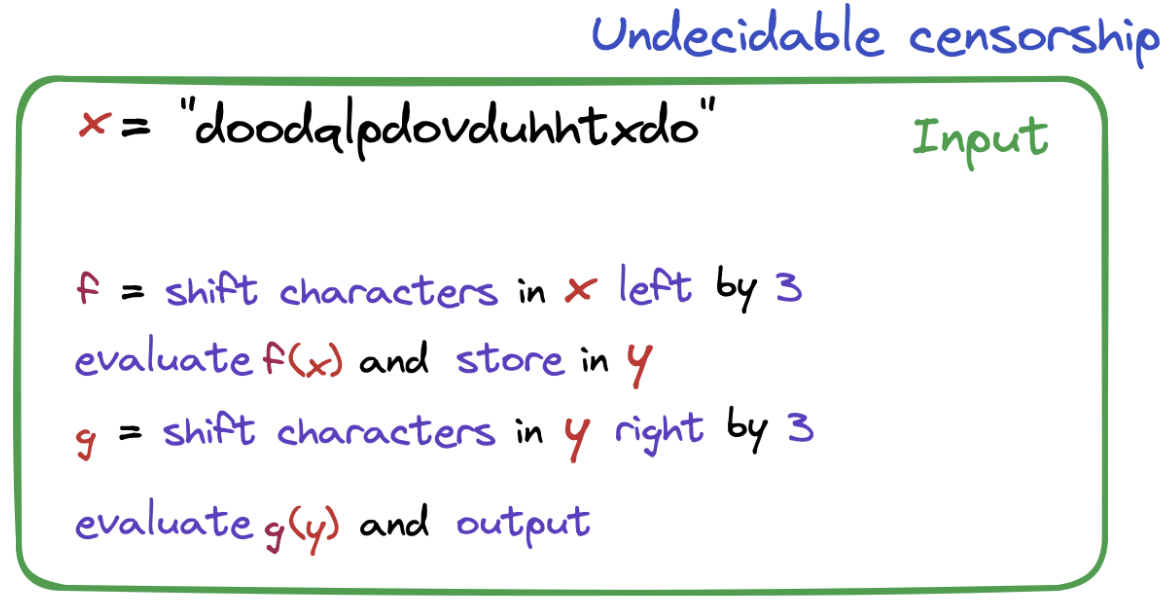 Undecidable censorship
x = "doodqlpdovduhhtxdo"
Input
f = shift characters in x left by 3
evaluate f(x) and store in y
g = shift characters in y right by 3
evaluate g(y) and output